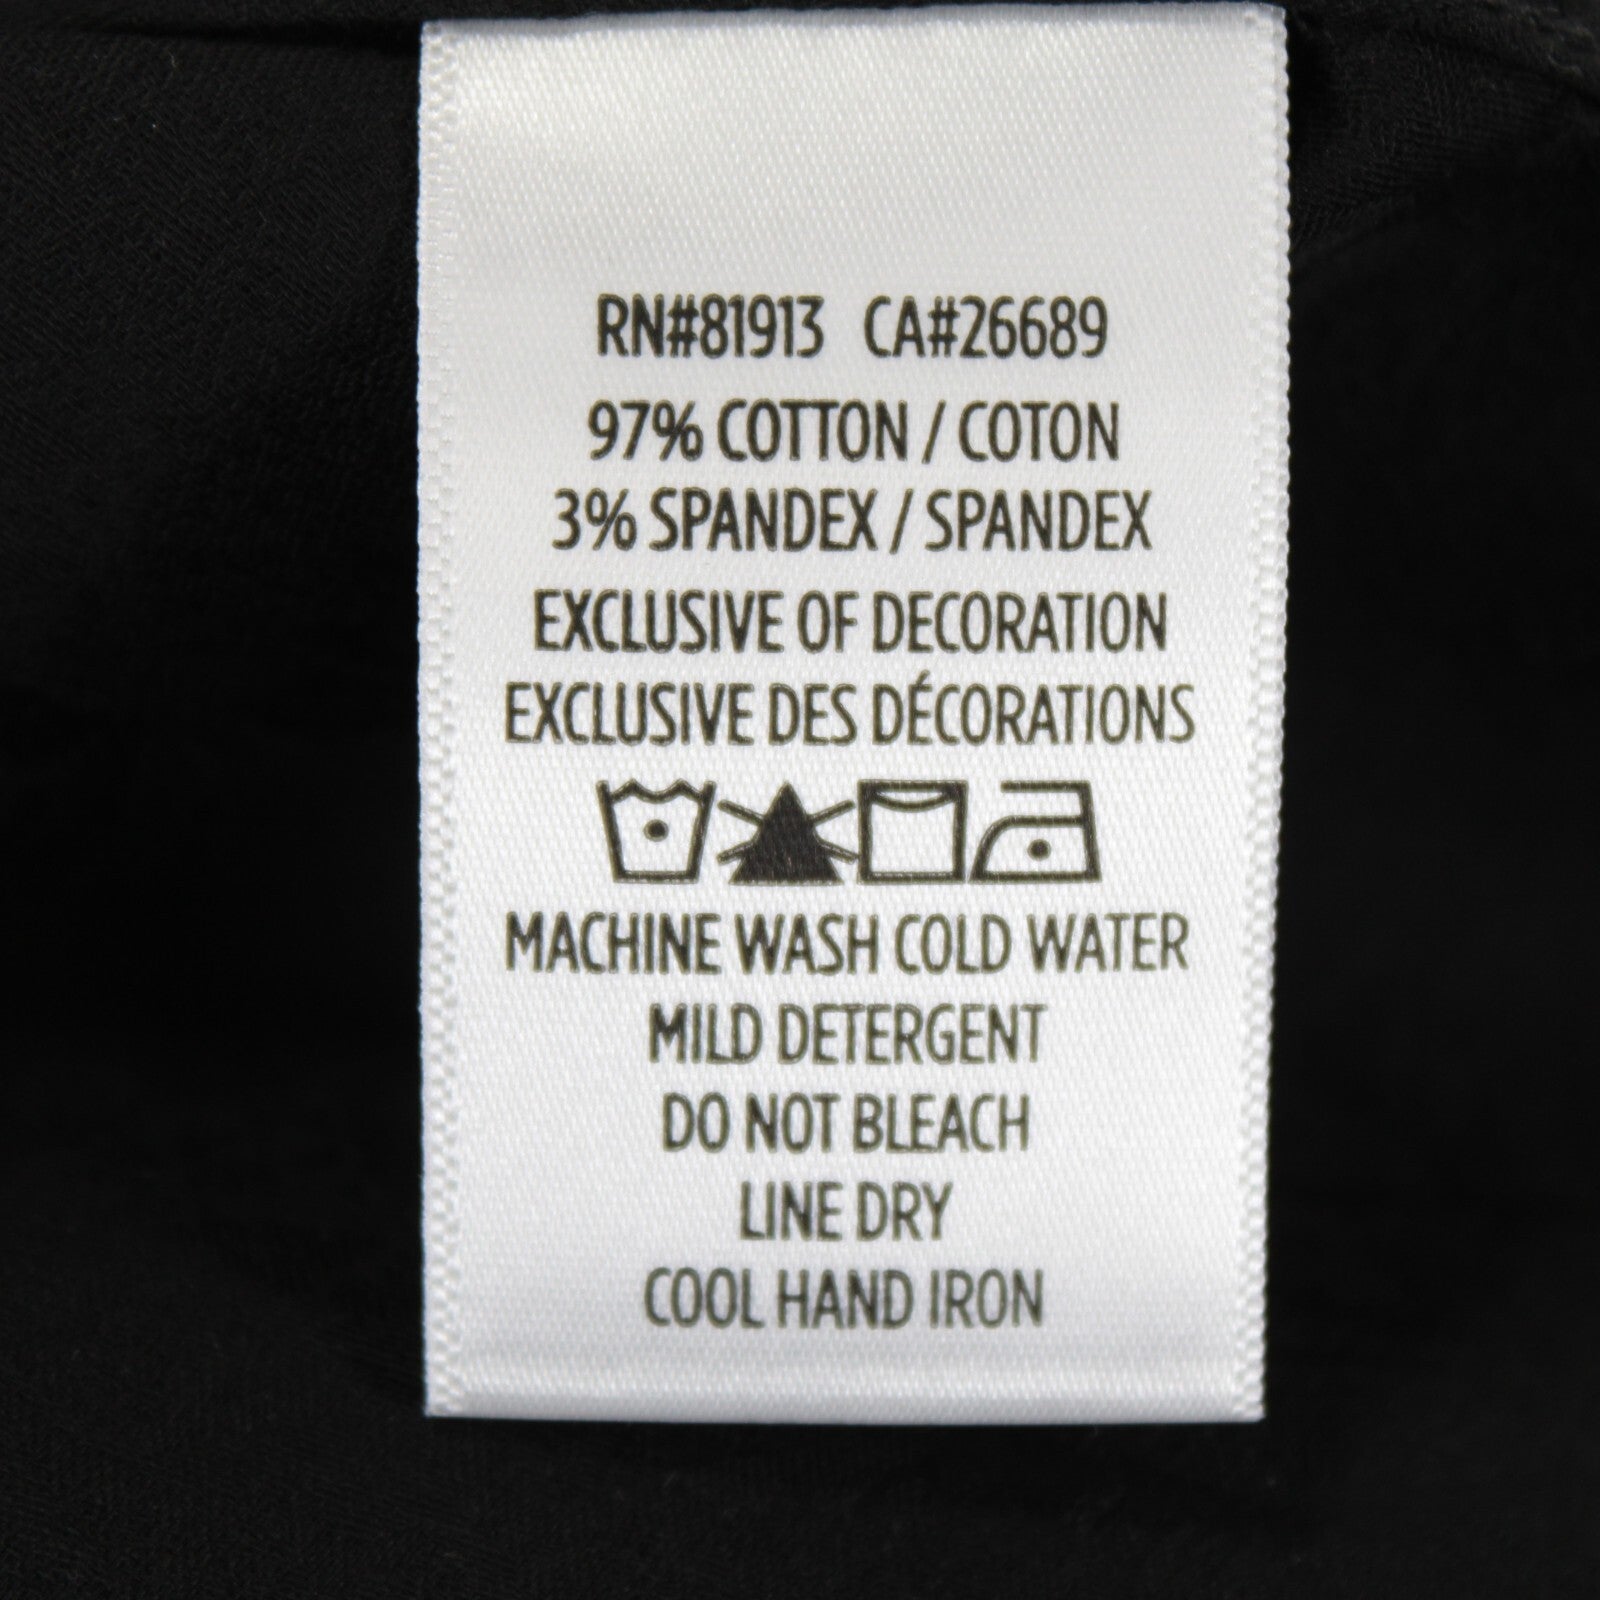 RN#81913 CA#26689
97% COTTON / COTON
3% SPANDEX / SPANDEX
EXCLUSIVE OF DECORATION
EXCLUSIVE DES DÉCORATIONS
MACHINE WASH COLD WATER
MILD DETERGENT
DO NOT BLEACH
LINE DRY
COOL HAND IRON